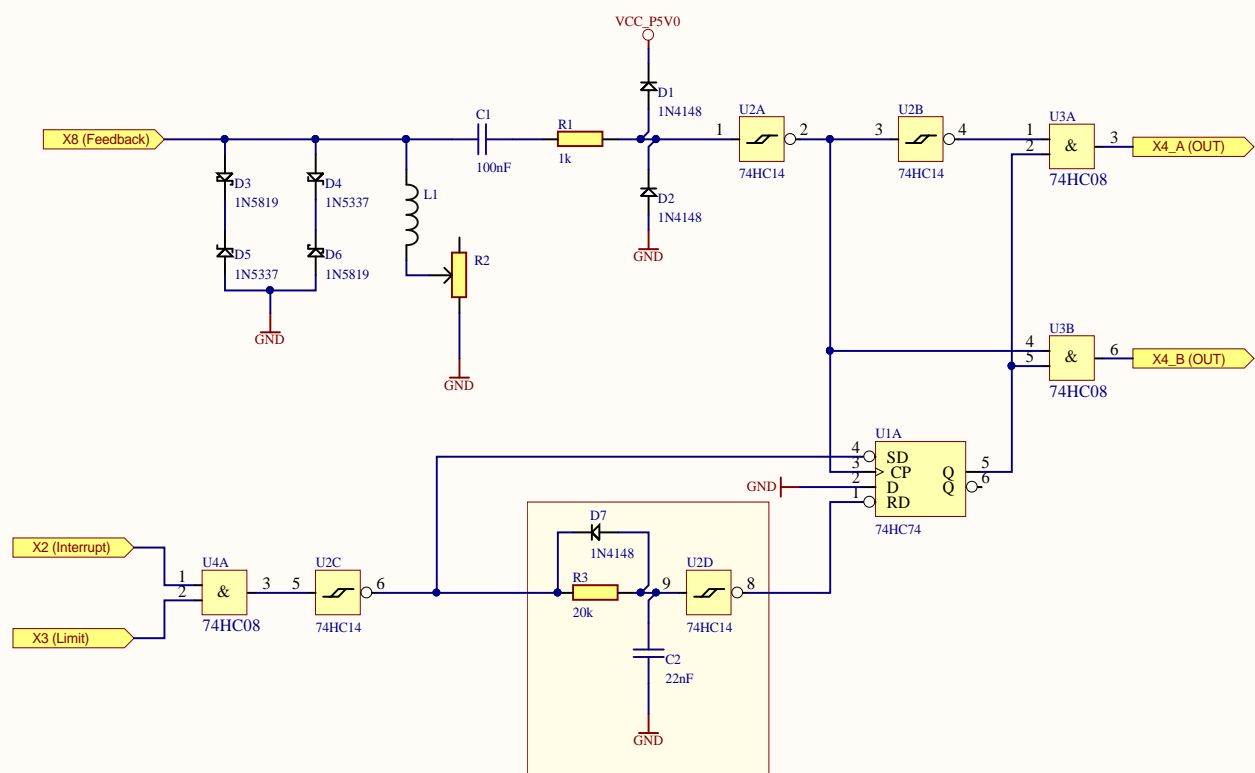 VCC_P5V0
D1
1N4148
C1
100nF
R1
1k
X8 (Feedback)
1
U2A
2
74HC14
3
U2B
4
74HC14
1
2
U3A
&
3
74HC08
X4_A (OUT)
D3
1N5819
D4
1N5337
L1
D2
1N4148
GND
D5
1N5337
D6
1N5819
R2
GND
GND
4
5
U3B
&
6
74HC08
X4_B (OUT)
U1A
4
SD
3
CP
Q
5
GND
2
D
Q
6
1
RD
74HC74
X2 (Interrupt)
X3 (Limit)
1
2
U4A
&
3
74HC08
5
U2C
6
74HC14
D7
1N4148
R3
20k
9
U2D
8
74HC14
C2
22nF
GND